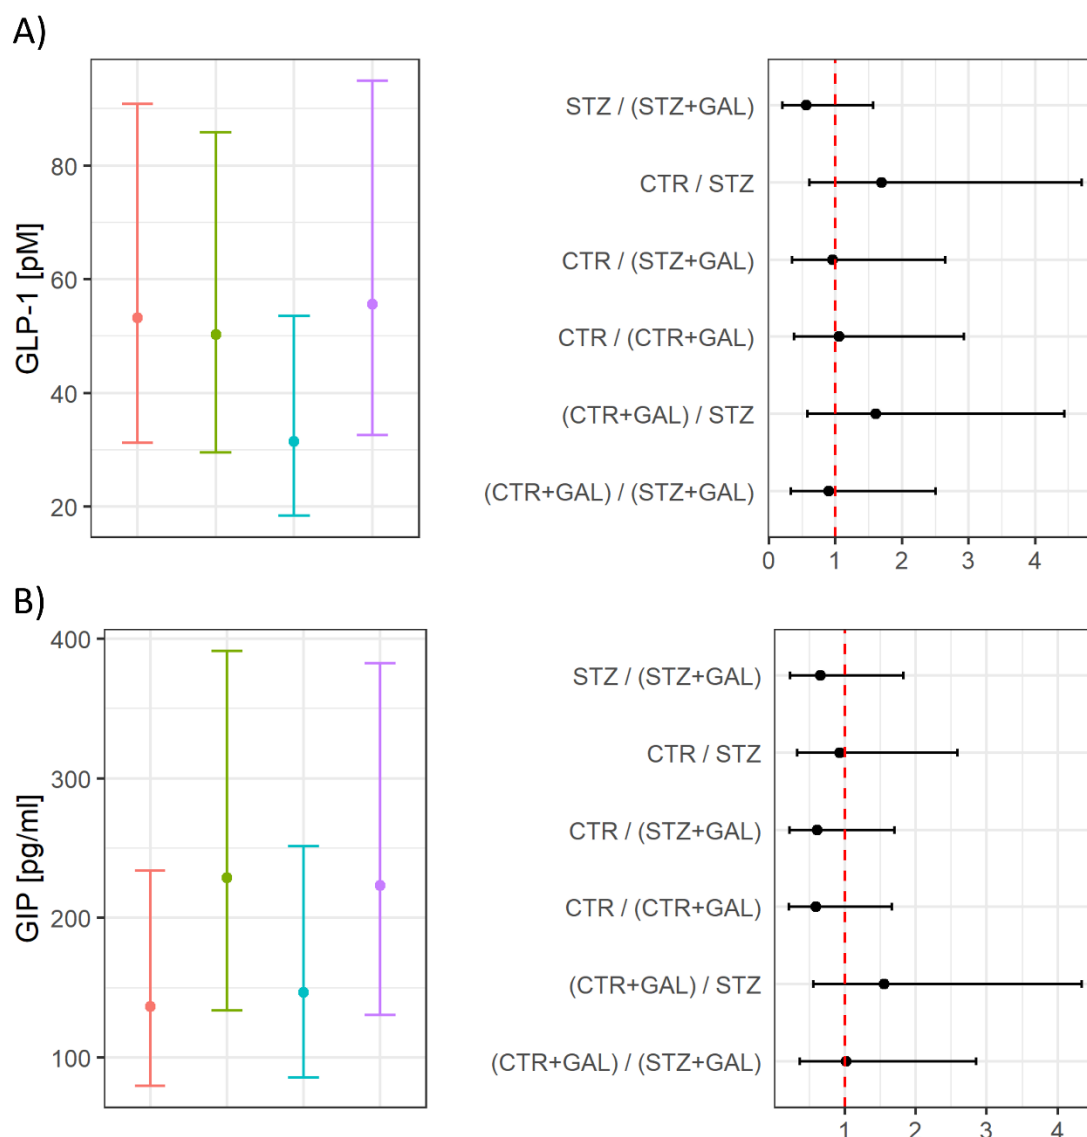 A)
GLP-1 [pM]
80
60
40
20
STZ / (STZ+GAL)
CTR / STZ
CTR / (STZ+GAL)
CTR / (CTR+GAL)
(CTR+GAL) / STZ
(CTR+GAL) / (STZ+GAL)
0 1 2 3 4
B)
GIP [pg/ml]
400
300
200
100
STZ / (STZ+GAL)
CTR / STZ
CTR / (STZ+GAL)
CTR / (CTR+GAL)
(CTR+GAL) / STZ
(CTR+GAL) / (STZ+GAL)
1 2 3 4